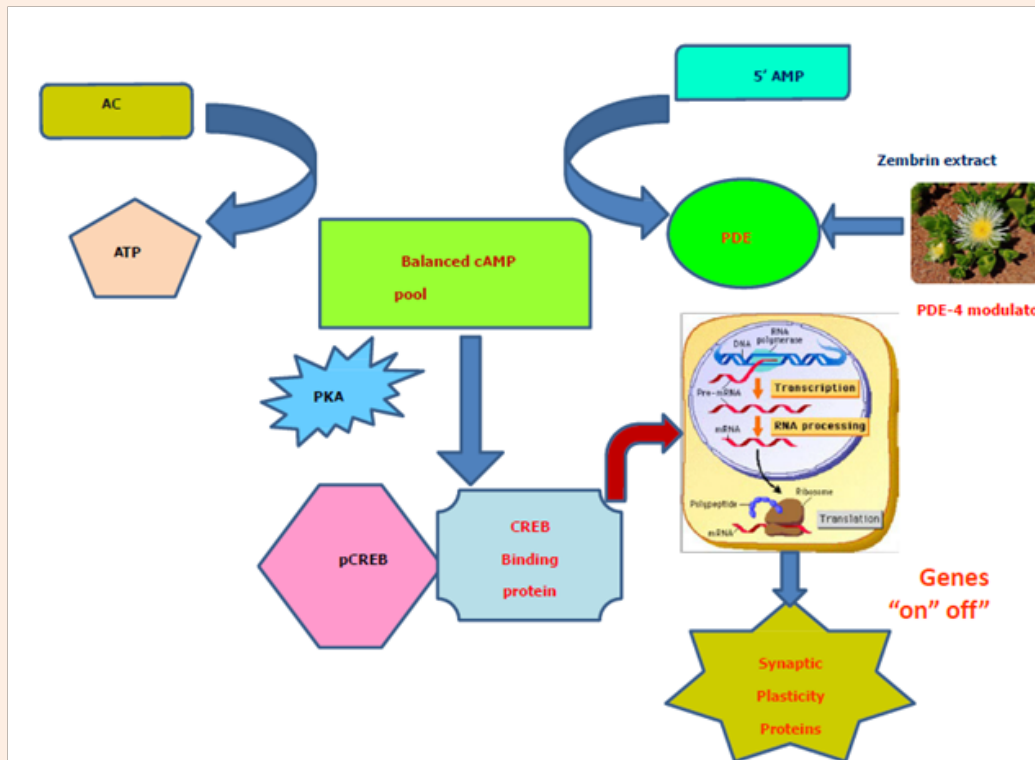 AC
5' AMP
Zembrin extract
ATP
PDE
Balanced cAMP
pool
PDE-4 modulato
PKA
DNA
RNA
polymerase
Pre-mRNA
Transcription
mRNA
RNA processing
Ribosome
Polypeptide
mRNA
Translation
pCREB
CREB
Binding
protein
Genes
“on” off”
Synaptic
Plasticity
Proteins